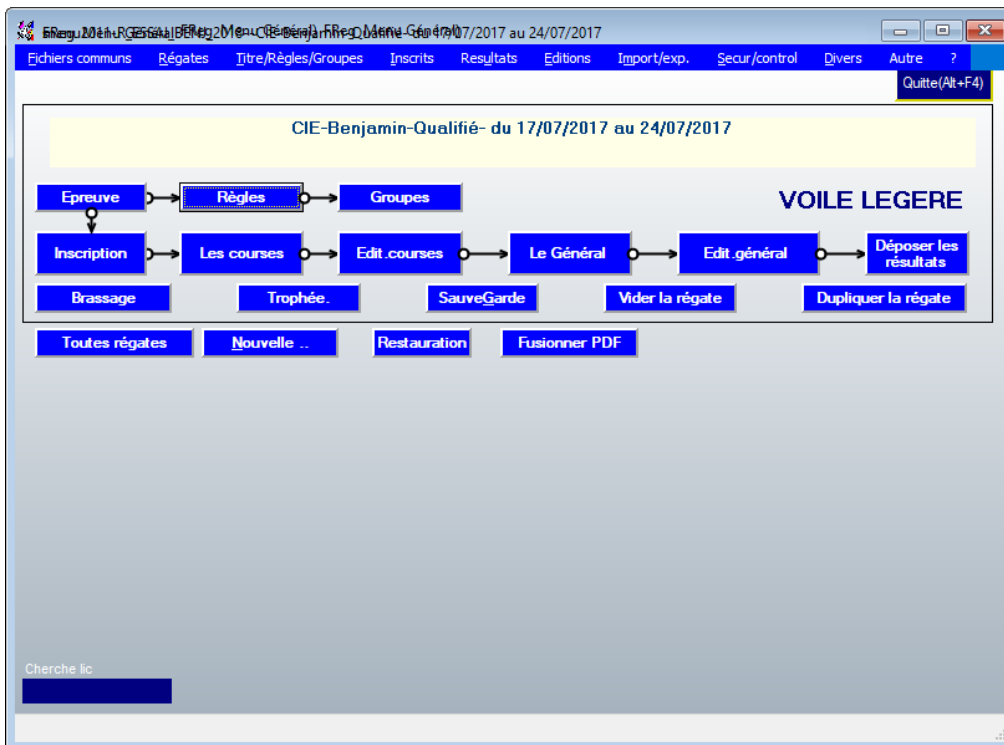 24/07/2017
Fichiers communs Régates Titre/Règles/Groupes Inscrits Resultats Editions Import/exp. Secur/control Divers Autre ?
Quitte(Alt+F4)
CIE-Benjamin-Qualifié- du 17/07/2017 au 24/07/2017
Epreuve Règles Groupes
VOILE LEGERE
Inscription Les courses Edit.courses Le Général Edit.général Déposer les
résultats
Brassage Trophée. SauveGarde Vider la régate Dupliquer la régate
Toutes régates Nouvelle .. Restauration Fusionner PDF
Cherche lic